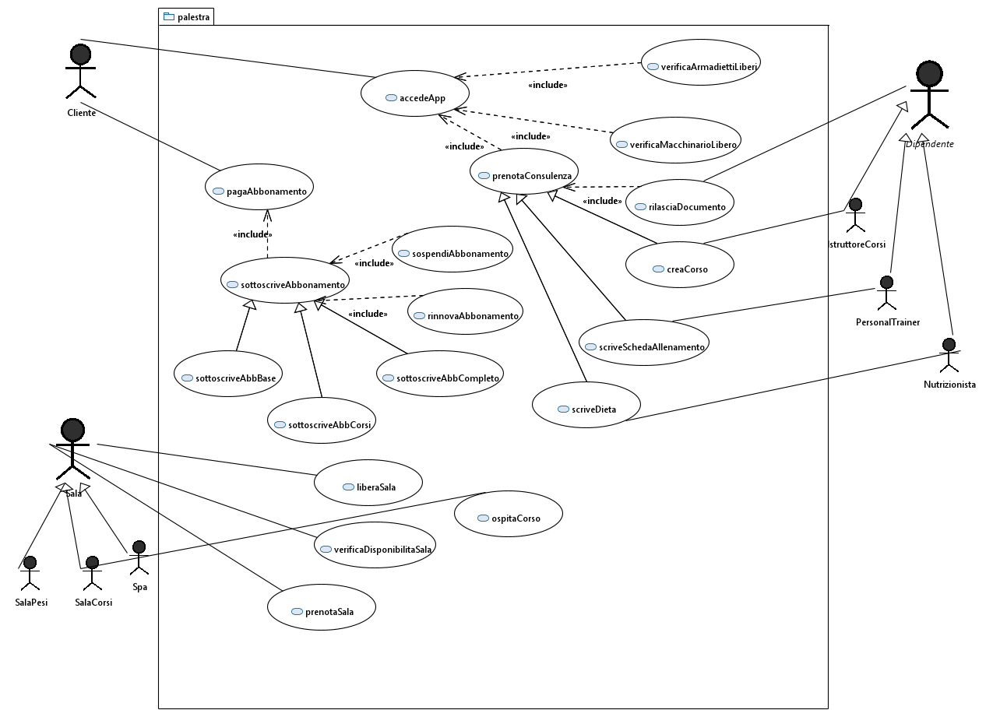 palestra
verificaArmadiettiLiberi
«include»
accedeApp
Cliente
«include»
verificaMacchinarioLibero
«include»
Dipendente
prenotaConsulenza
pagaAbbonamento
«include»
rilasciaDocumento
«include»
IstruttoreCorsi
sospendiAbbonamento
«include»
creaCorso
sottoscriveAbbonamento
rinnovaAbbonamento
«include»
PersonalTrainer
scriveSchedaAllenamento
sottoscriveAbbBase
sottoscriveAbbCompleto
Nutrizionista
scriveDieta
sottoscriveAbbCorsi
liberaSala
Sala
ospitaCorso
verificaDisponibilitaSala
Spa
SalaPesi
SalaCorsi
prenotaSala